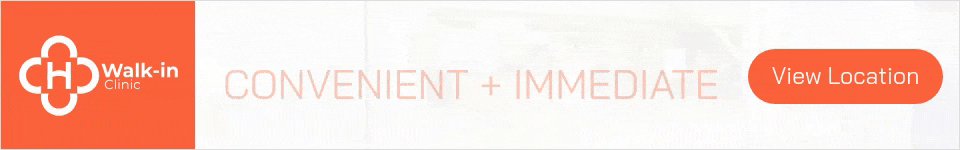 H
Walk-in
Clinic
CONVENIENT + IMMEDIATE
View Location